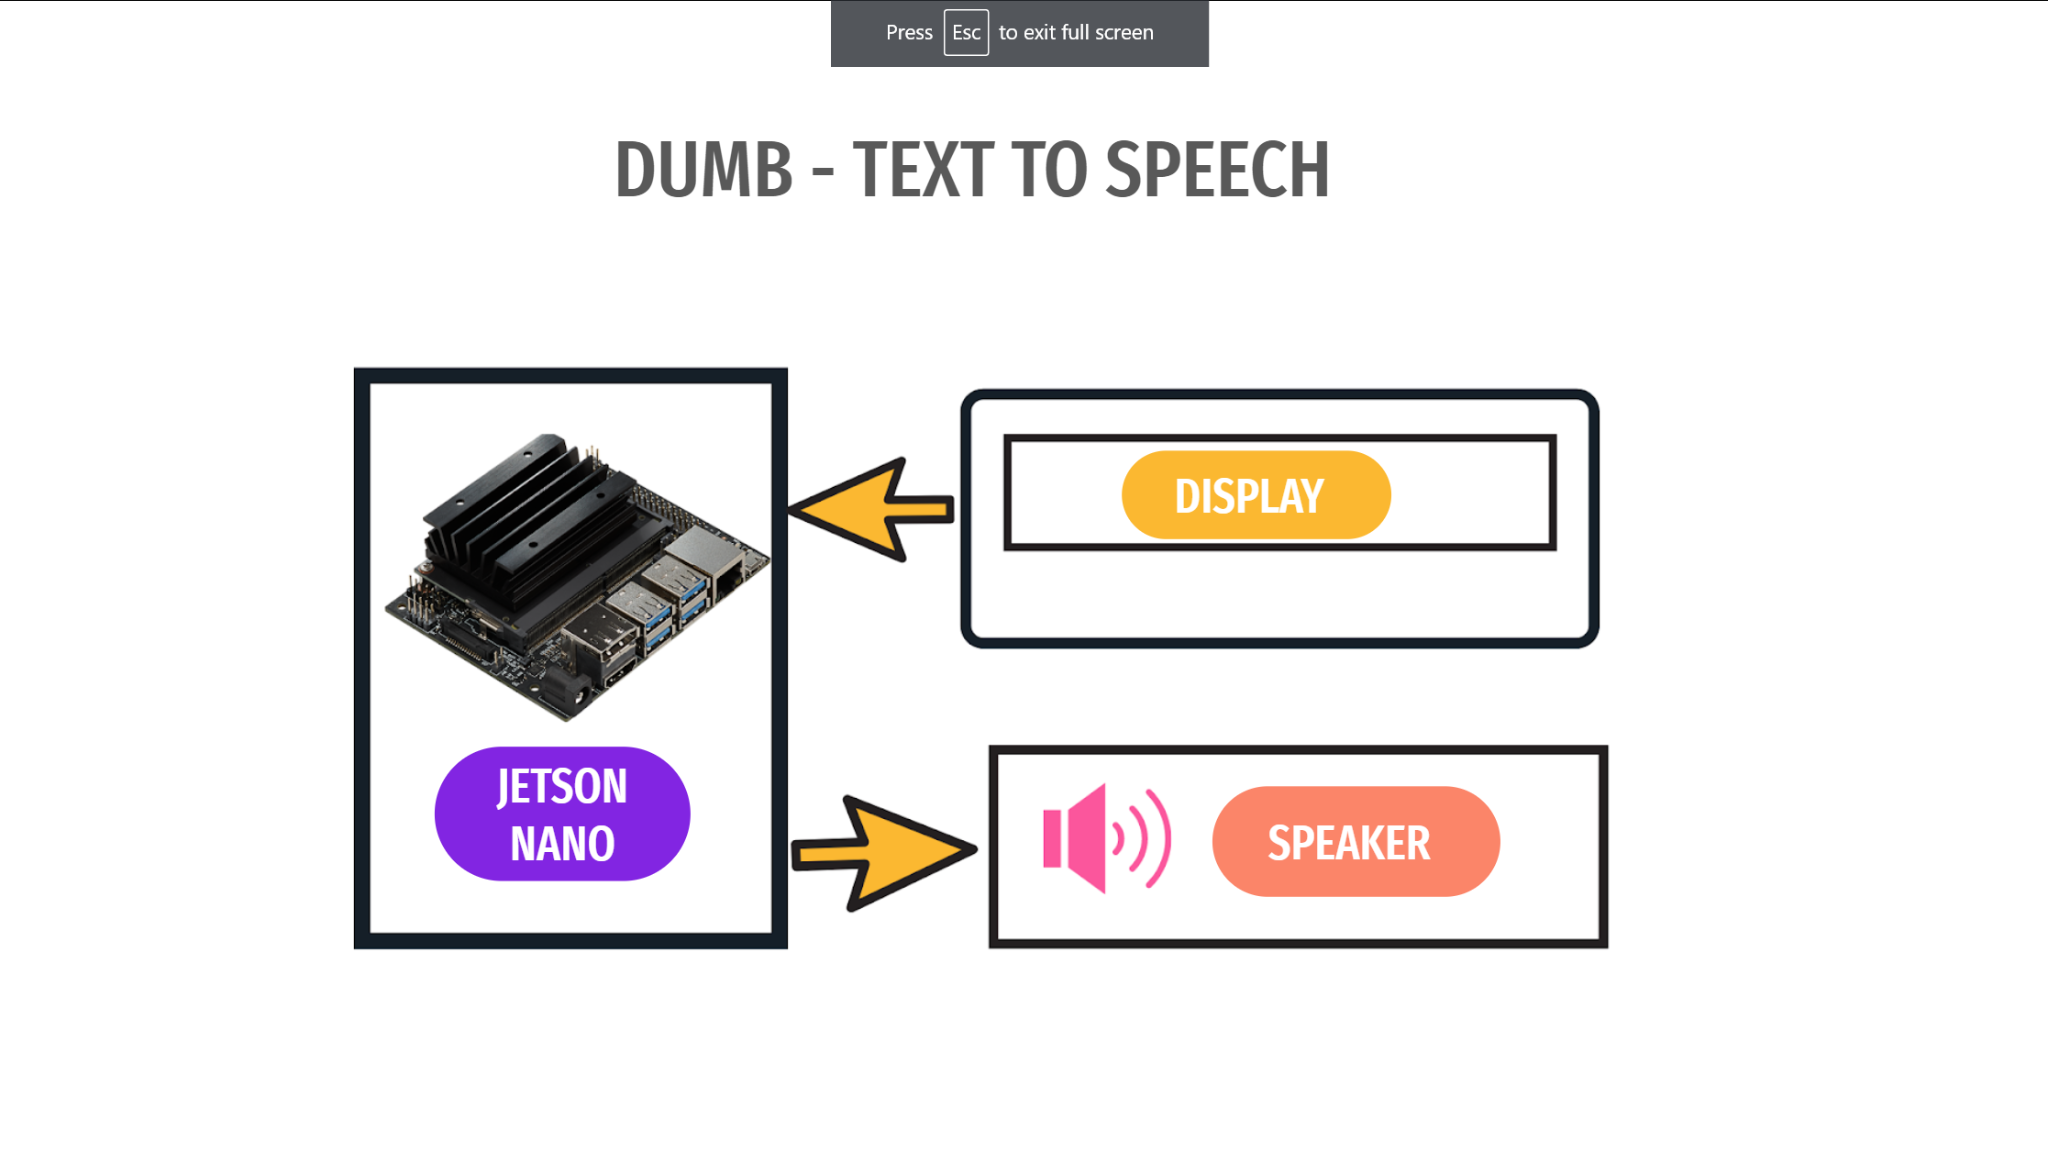 Press Esc to exit full screen
DUMB - TEXT TO SPEECH
DISPLAY
JETSON
NANO
SPEAKER